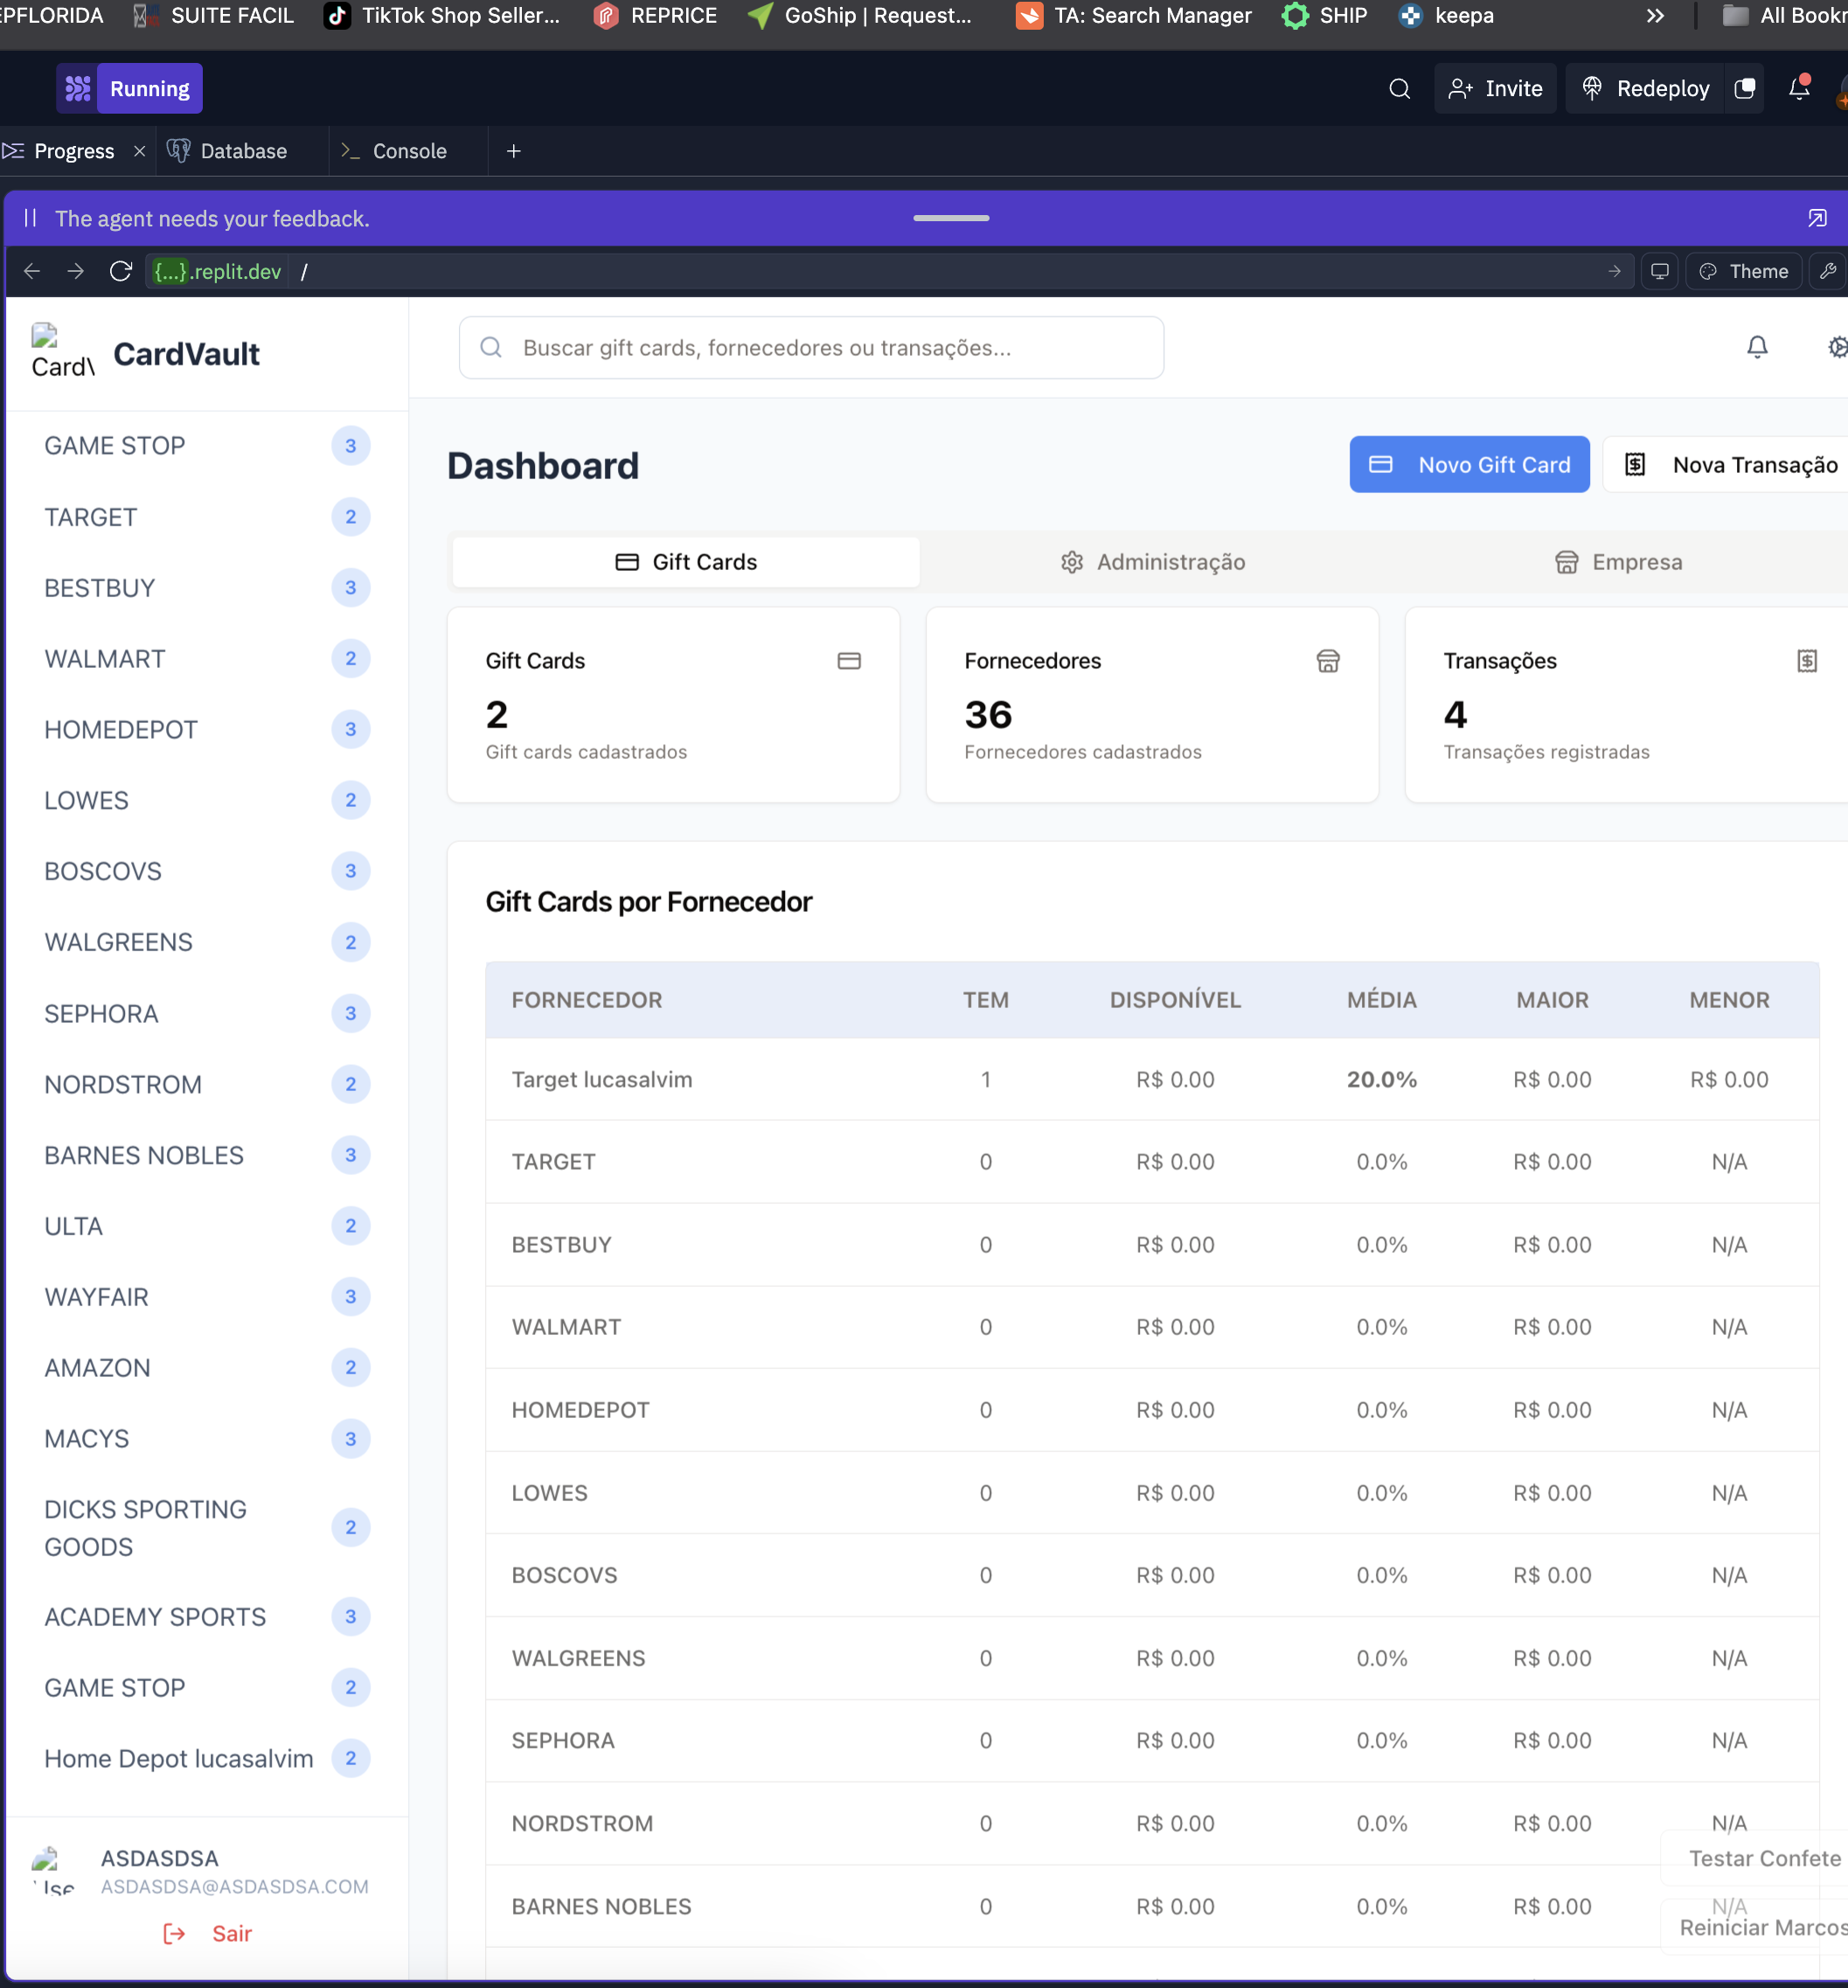 EPFLORIDA SUITE FACIL TikTok Shop Seller... REPRICE GoShip | Request... TA: Search Manager SHIP keepa All Bookr
Running Invite Redeploy
Progress Database Console
The agent needs your feedback.
{...}.replit.dev / Theme
Card\ CardVault
Buscar gift cards, fornecedores ou transações...
GAME STOP 3
TARGET 2
BESTBUY 3
WALMART 2
HOMEDEPOT 3
LOWES 2
BOSCOVS 3
WALGREENS 2
SEPHORA 3
NORDSTROM 2
BARNES NOBLES 3
ULTA 2
WAYFAIR 3
AMAZON 2
MACYS 3
DICKS SPORTING
GOODS 2
ACADEMY SPORTS 3
GAME STOP 2
Home Depot lucasalvim 2
ASDASDSA
ASDASDSA@ASDASDSA.COM
Sair
Dashboard
Novo Gift Card Nova Transação
Gift Cards Administração Empresa
Gift Cards
2
Gift cards cadastrados
Fornecedores
36
Fornecedores cadastrados
Transações
4
Transações registradas
Gift Cards por Fornecedor
FORNECEDOR TEM DISPONÍVEL MÉDIA MAIOR MENOR
Target lucasalvim 1 R$ 0.00 20.0% R$ 0.00 R$ 0.00
TARGET 0 R$ 0.00 0.0% R$ 0.00 N/A
BESTBUY 0 R$ 0.00 0.0% R$ 0.00 N/A
WALMART 0 R$ 0.00 0.0% R$ 0.00 N/A
HOMEDEPOT 0 R$ 0.00 0.0% R$ 0.00 N/A
LOWES 0 R$ 0.00 0.0% R$ 0.00 N/A
BOSCOVS 0 R$ 0.00 0.0% R$ 0.00 N/A
WALGREENS 0 R$ 0.00 0.0% R$ 0.00 N/A
SEPHORA 0 R$ 0.00 0.0% R$ 0.00 N/A
NORDSTROM 0 R$ 0.00 0.0% R$ 0.00 N/A
BARNES NOBLES 0 R$ 0.00 0.0% R$ 0.00 N/A
Testar Confete
Reiniciar Marcos